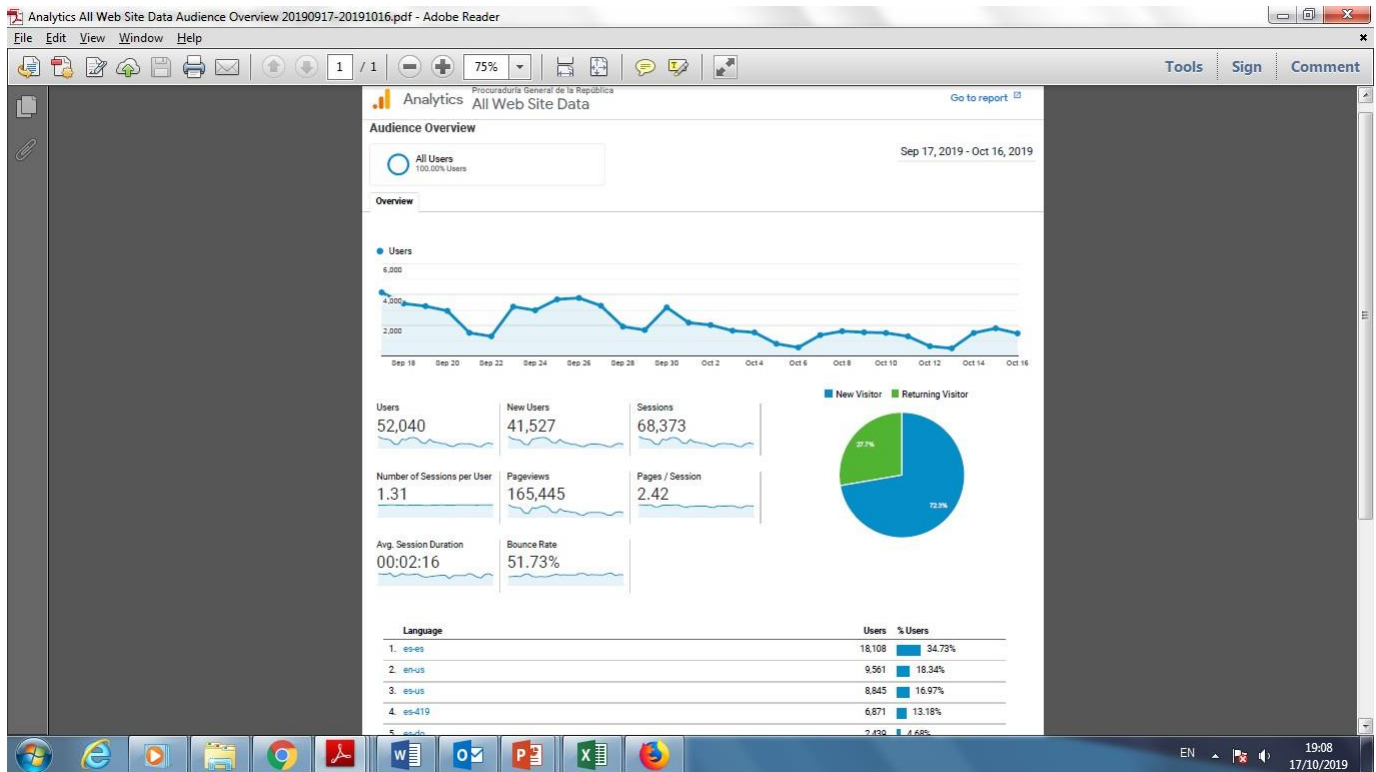 Analytics All Web Site Data Audience Overview 20190917-20191016.pdf - Adobe Reader
File Edit View Window Help
1 / 1 75% Tools Sign Comment
Analytics Procuraduría General de la República
All Web Site Data
Go to report
Audience Overview
All Users
100.00% Users
Sep 17, 2019 - Oct 16, 2019
Overview
Users
6,000
4,000
2,000
Sep 18 Sep 20 Sep 22 Sep 24 Sep 26 Sep 28 Sep 30 Oct 2 Oct 4 Oct 6 Oct 8 Oct 10 Oct 12 Oct 14 Oct 16
New Visitor Returning Visitor
Users New Users Sessions
52,040 41,527 68,373
27.7%
Number of Sessions per User Pageviews Pages / Session
1.31 165,445 2.42
72.3%
Avg. Session Duration Bounce Rate
00:02:16 51.73%
Language Users % Users
1. es-es 18,108 34.73%
2. en-us 9,561 18.34%
3. es-us 8,845 16.97%
4. es-419 6,871 13.18%
5. es-do 2,439 4.68%
EN 19:08
17/10/2019